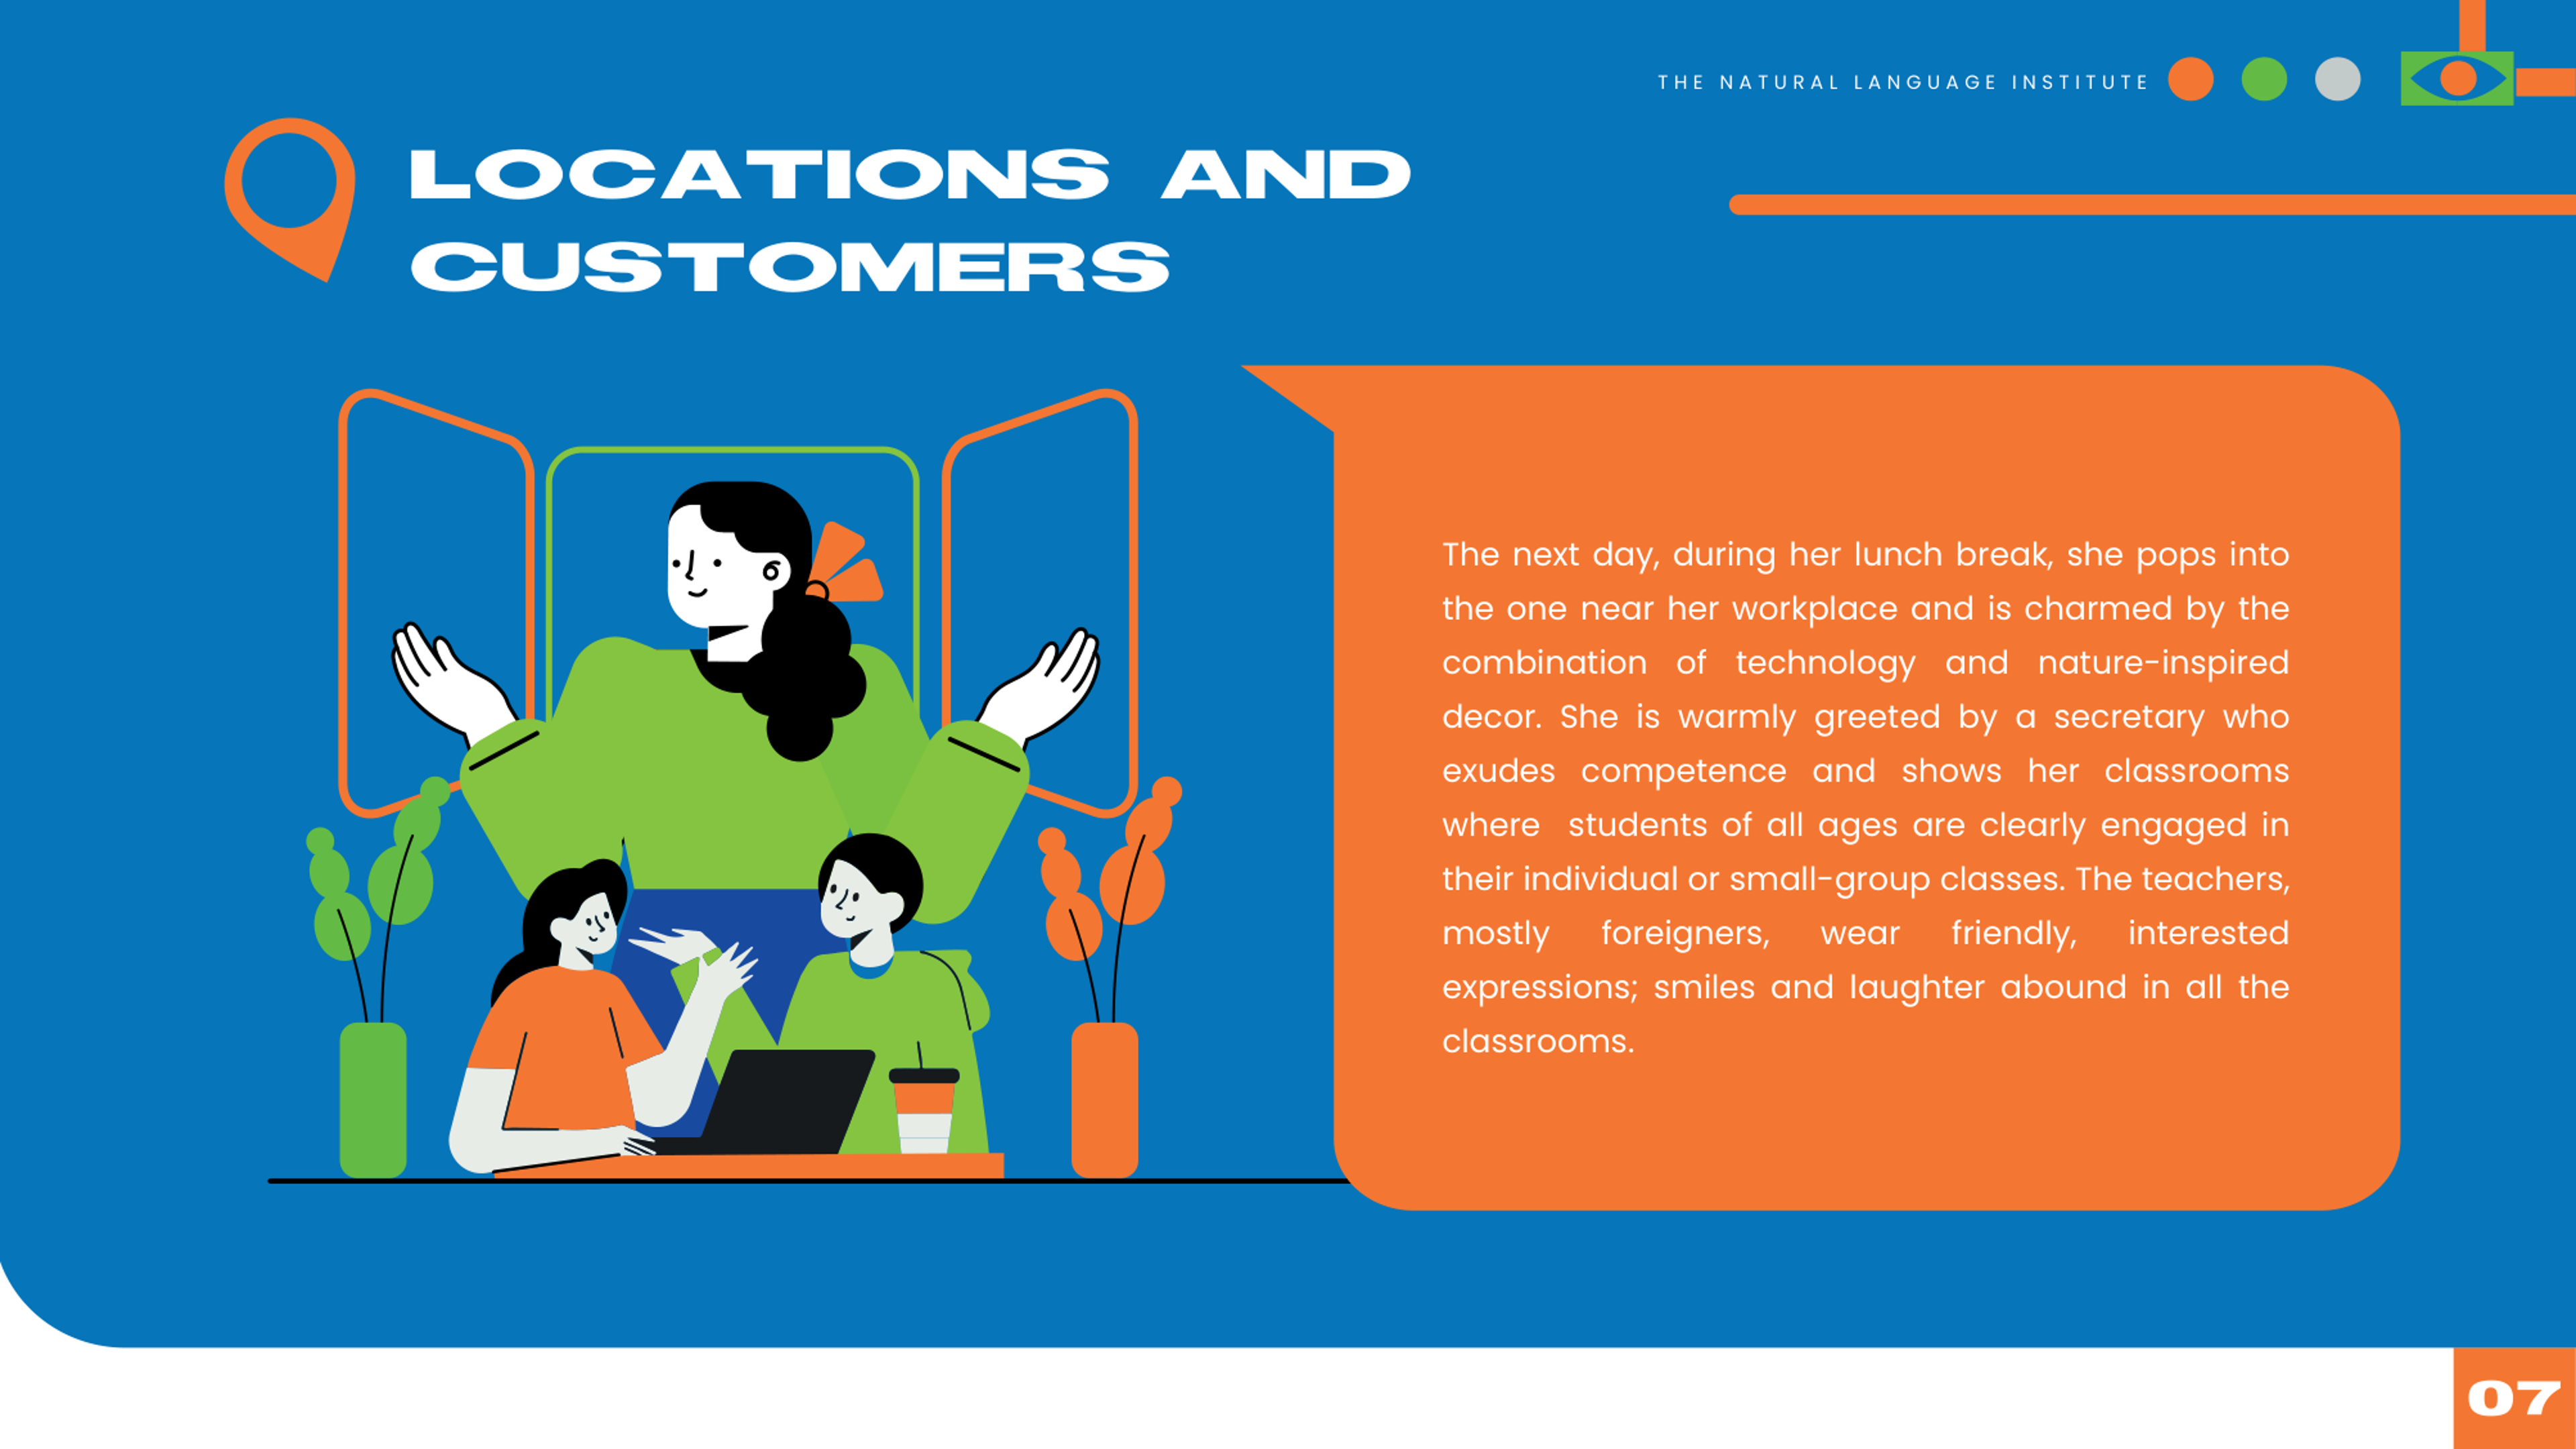 THE NATURAL LANGUAGE INSTITUTE
LOCATIONS AND
CUSTOMERS
The next day, during her lunch break, she pops into
the one near her workplace and is charmed by the
combination of technology and nature-inspired
decor. She is warmly greeted by a secretary who
exudes competence and shows her classrooms
where students of all ages are clearly engaged in
their individual or small-group classes. The teachers,
mostly foreigners, wear friendly, interested
expressions; smiles and laughter abound in all the
classrooms.
07